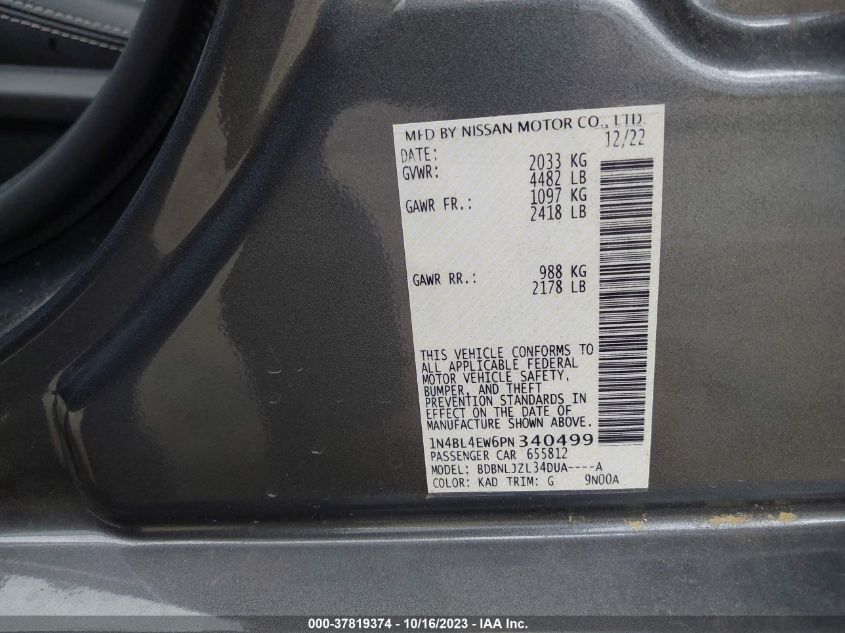 MFD BY NISSAN MOTOR CO., LTD.
DATE: 12/22
GVWR: 2033 KG
4482 LB
GAWR FR.: 1097 KG
2418 LB
GAWR RR.: 988 KG
2178 LB
THIS VEHICLE CONFORMS TO
ALL APPLICABLE FEDERAL
MOTOR VEHICLE SAFETY,
BUMPER, AND THEFT
PREVENTION STANDARDS IN
EFFECT ON THE DATE OF
MANUFACTURE SHOWN ABOVE.
1N4BL4EW6PN340499
PASSENGER CAR 655812
MODEL: BDBNLJZL34DUA----A
COLOR: KAD TRIM: G 9N00A
000-37819374 - 10/16/2023 - IAAI Inc.